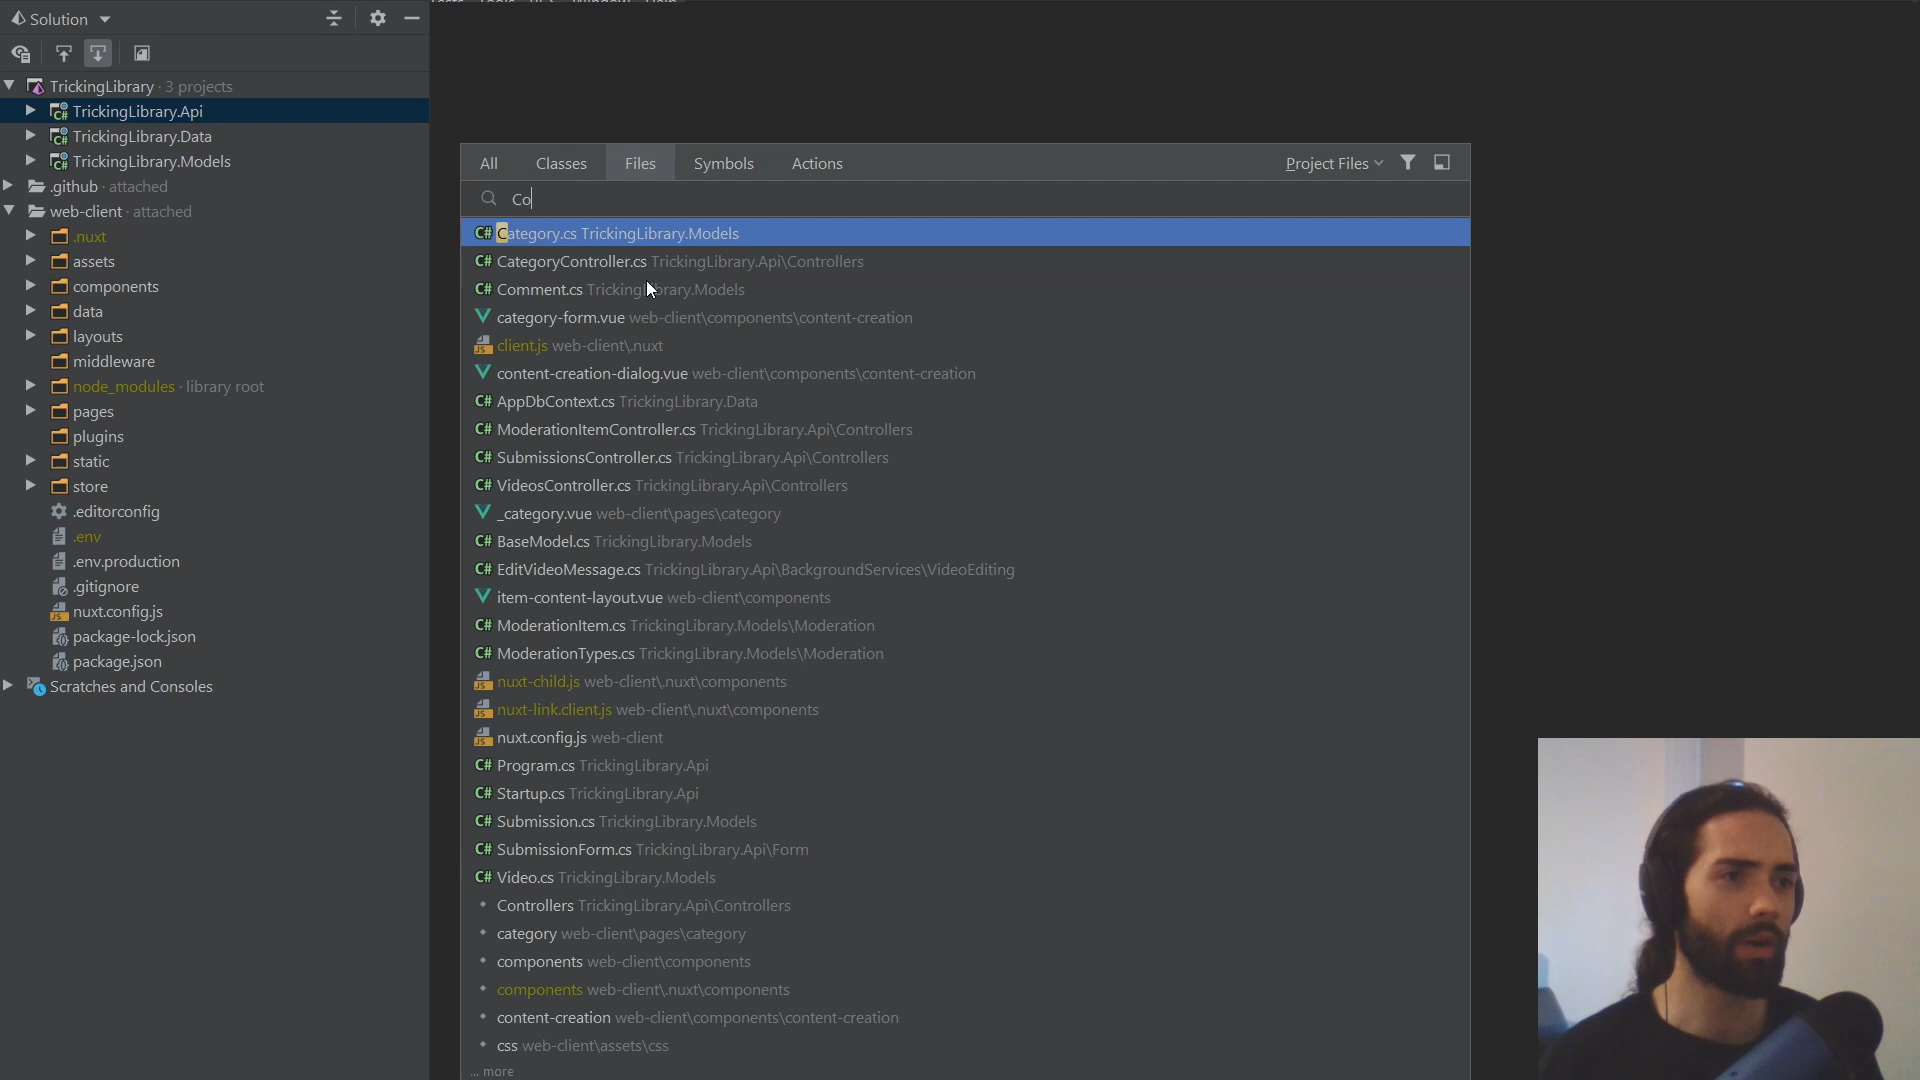 Solution
TrickingLibrary · 3 projects
TrickingLibrary.Api
TrickingLibrary.Data
TrickingLibrary.Models
.github · attached
web-client · attached
.nuxt
assets
components
data
layouts
middleware
node_modules · library root
pages
plugins
static
store
.editorconfig
.env
.env.production
.gitignore
nuxt.config.js
package-lock.json
package.json
Scratches and Consoles
All Classes Files Symbols Actions Project Files
Co
C# Category.cs TrickingLibrary.Models
C# CategoryController.cs TrickingLibrary.Api\Controllers
C# Comment.cs TrickingLibrary.Models
category-form.vue web-client\components\content-creation
JS client.js web-client\.nuxt
content-creation-dialog.vue web-client\components\content-creation
C# AppDbContext.cs TrickingLibrary.Data
C# ModerationItemController.cs TrickingLibrary.Api\Controllers
C# SubmissionsController.cs TrickingLibrary.Api\Controllers
C# VideosController.cs TrickingLibrary.Api\Controllers
_category.vue web-client\pages\category
C# BaseModel.cs TrickingLibrary.Models
C# EditVideoMessage.cs TrickingLibrary.Api\BackgroundServices\VideoEditing
item-content-layout.vue web-client\components
C# ModerationItem.cs TrickingLibrary.Models\Moderation
C# ModerationTypes.cs TrickingLibrary.Models\Moderation
JS nuxt-child.js web-client\.nuxt\components
JS nuxt-link.client.js web-client\.nuxt\components
JS nuxt.config.js web-client
C# Program.cs TrickingLibrary.Api
C# Startup.cs TrickingLibrary.Api
C# Submission.cs TrickingLibrary.Models
C# SubmissionForm.cs TrickingLibrary.Api\Form
C# Video.cs TrickingLibrary.Models
Controllers TrickingLibrary.Api\Controllers
category web-client\pages\category
components web-client\components
components web-client\.nuxt\components
content-creation web-client\components\content-creation
css web-client\assets\css
... more